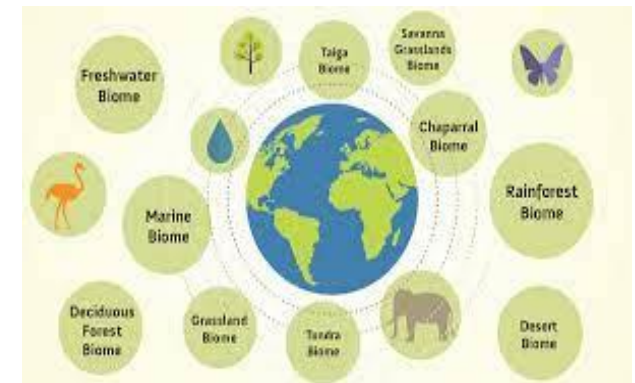 Savanna
Grasslands
Biome
Taiga
Biome
Freshwater
Biome
Chaparral
Biome
Rainforest
Biome
Marine
Biome
Deciduous
Forest
Biome
Grassland
Biome
Tundra
Biome
Desert
Biome